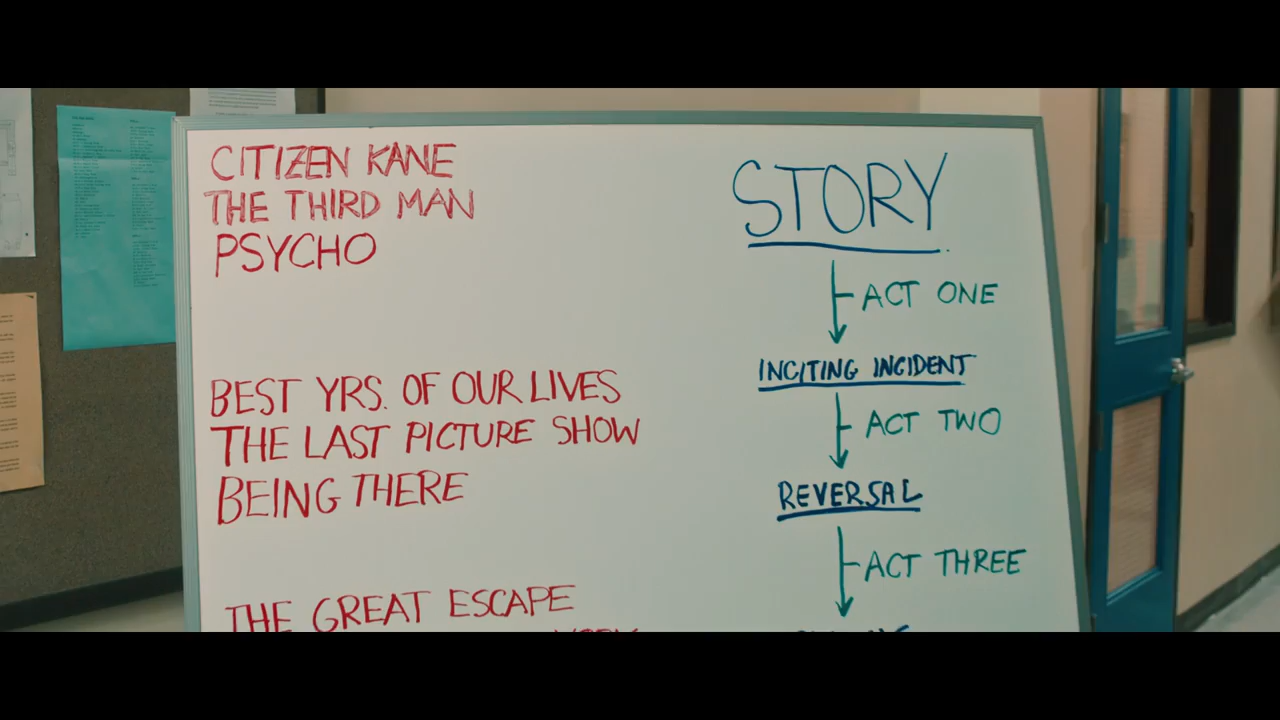 CITIZEN KANE
THE THIRD MAN
PSYCHO
BEST YRS. OF OUR LIVES
THE LAST PICTURE SHOW
BEING THERE
THE GREAT ESCAPE
STORY
ACT ONE
INCITING INCIDENT
ACT TWO
REVERSAL
ACT THREE